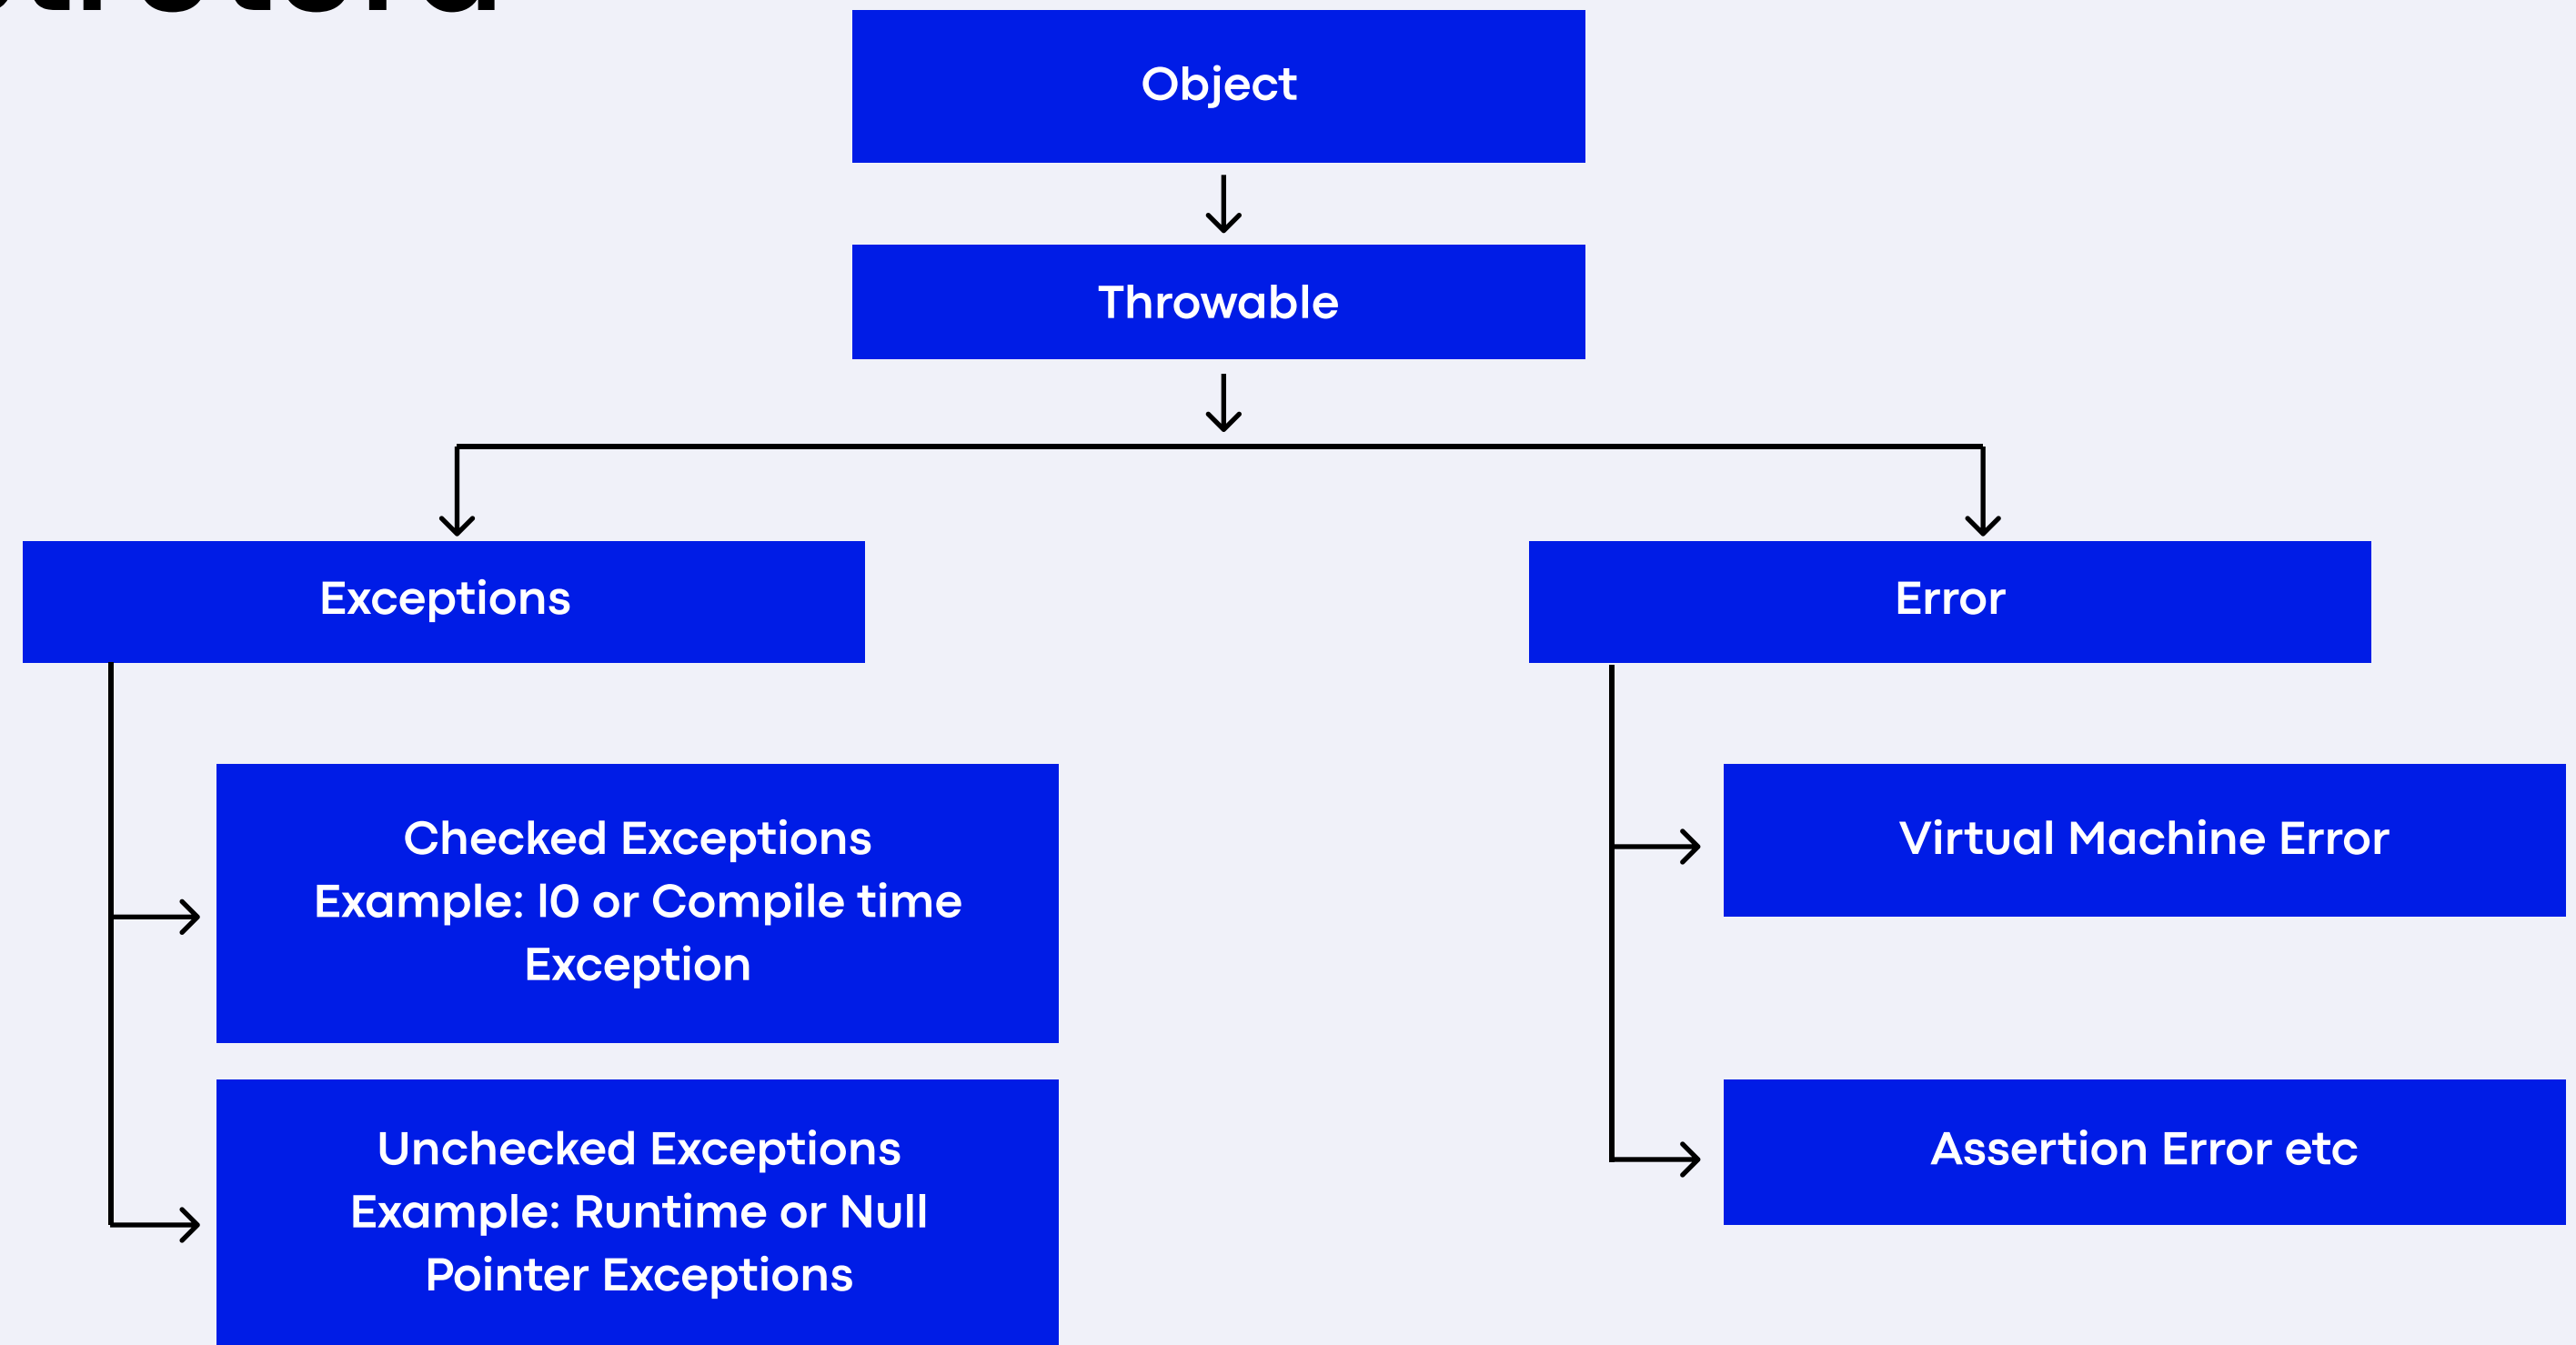 Object
Throwable
Exceptions
Error
Checked Exceptions
Example: l0 or Compile time
Exception
Virtual Machine Error
Unchecked Exceptions
Example: Runtime or Null
Pointer Exceptions
Assertion Error etc